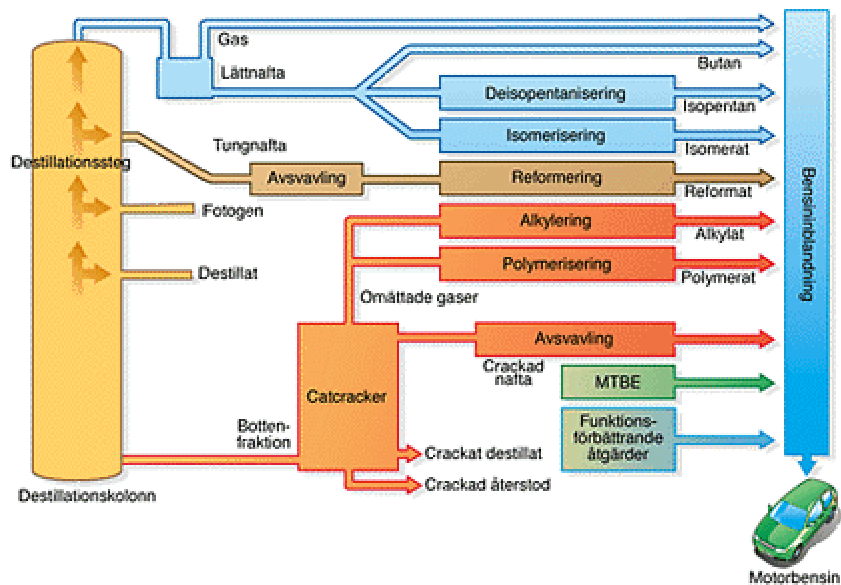 Gas
Lättnafta
Butan
Deisopentanisering
Isopentan
Isomerisering
Isomerat
Tungnafta
Destillationssteg
Avsvavling
Reformering
Reformat
Fotogen
Alkylering
Alkylat
Destillat
Polymerisering
Polymerat
Omättade gaser
Avsvavling
Crackad
nafta
MTBE
Catcracker
Funktions-
förbättrande
åtgärder
Botten-
fraktion
Crackat destillat
Crackad återstod
Destillationskolonn
Bensininblandning
Motorbensin